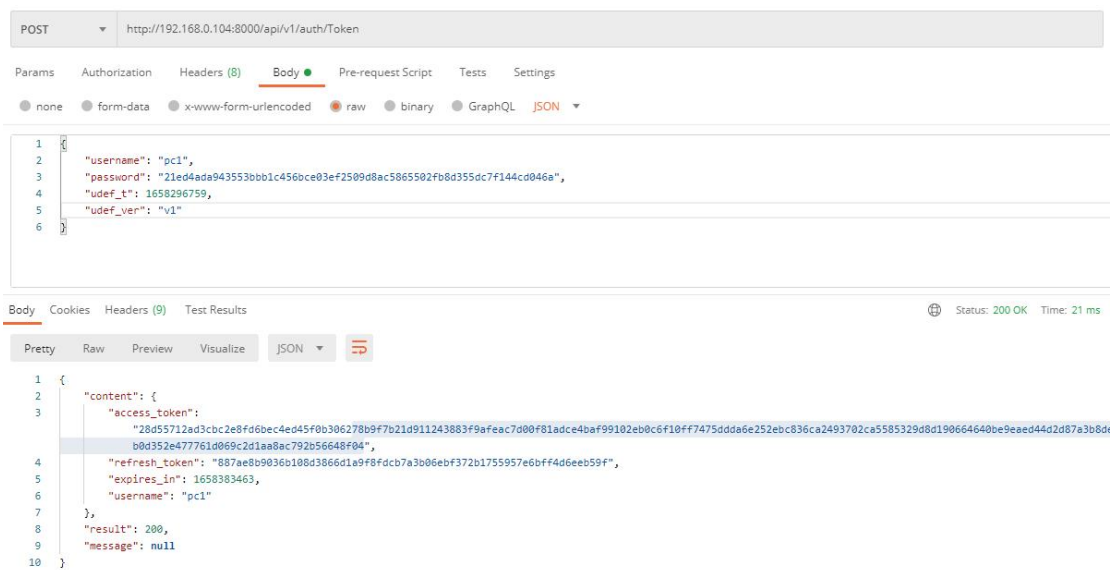 POST http://192.168.0.104:8000/api/v1/auth/Token
Params Authorization Headers (8) Body Pre-request Script Tests Settings
none form-data x-www-form-urlencoded raw binary GraphQL JSON
1 {
2 "username": "pc1",
3 "password": "21ed4ada943553bbb1c456bce03ef2509d8ac5865502fb8d355dc7f144cd046a",
4 "udef_t": 1658296759,
5 "udef_ver": "v1"
6 }
Body Cookies Headers (9) Test Results Status: 200 OK Time: 21 ms
Pretty Raw Preview Visualize JSON
1 {
2 "content": {
3 "access_token":
"28d55712ad3cbc2e8fd6bec4ed45f0b306278b9f7b21d911243883f9afeac7d00f81adce4baf99102eb0c6f10ff7475ddda6e252ebc836ca2493702ca5585329d8d190664640be9eaed44d2d87a3b8de
b0d352e477761d069c2d1aa8ac792b56648f04",
4 "refresh_token": "887ae8b9036b108d3866d1a9f8fdcb7a3b06ebf372b1755957e6bff4d6eeb59f",
5 "expires_in": 1658383463,
6 "username": "pc1"
7 },
8 "result": 200,
9 "message": null
10 }